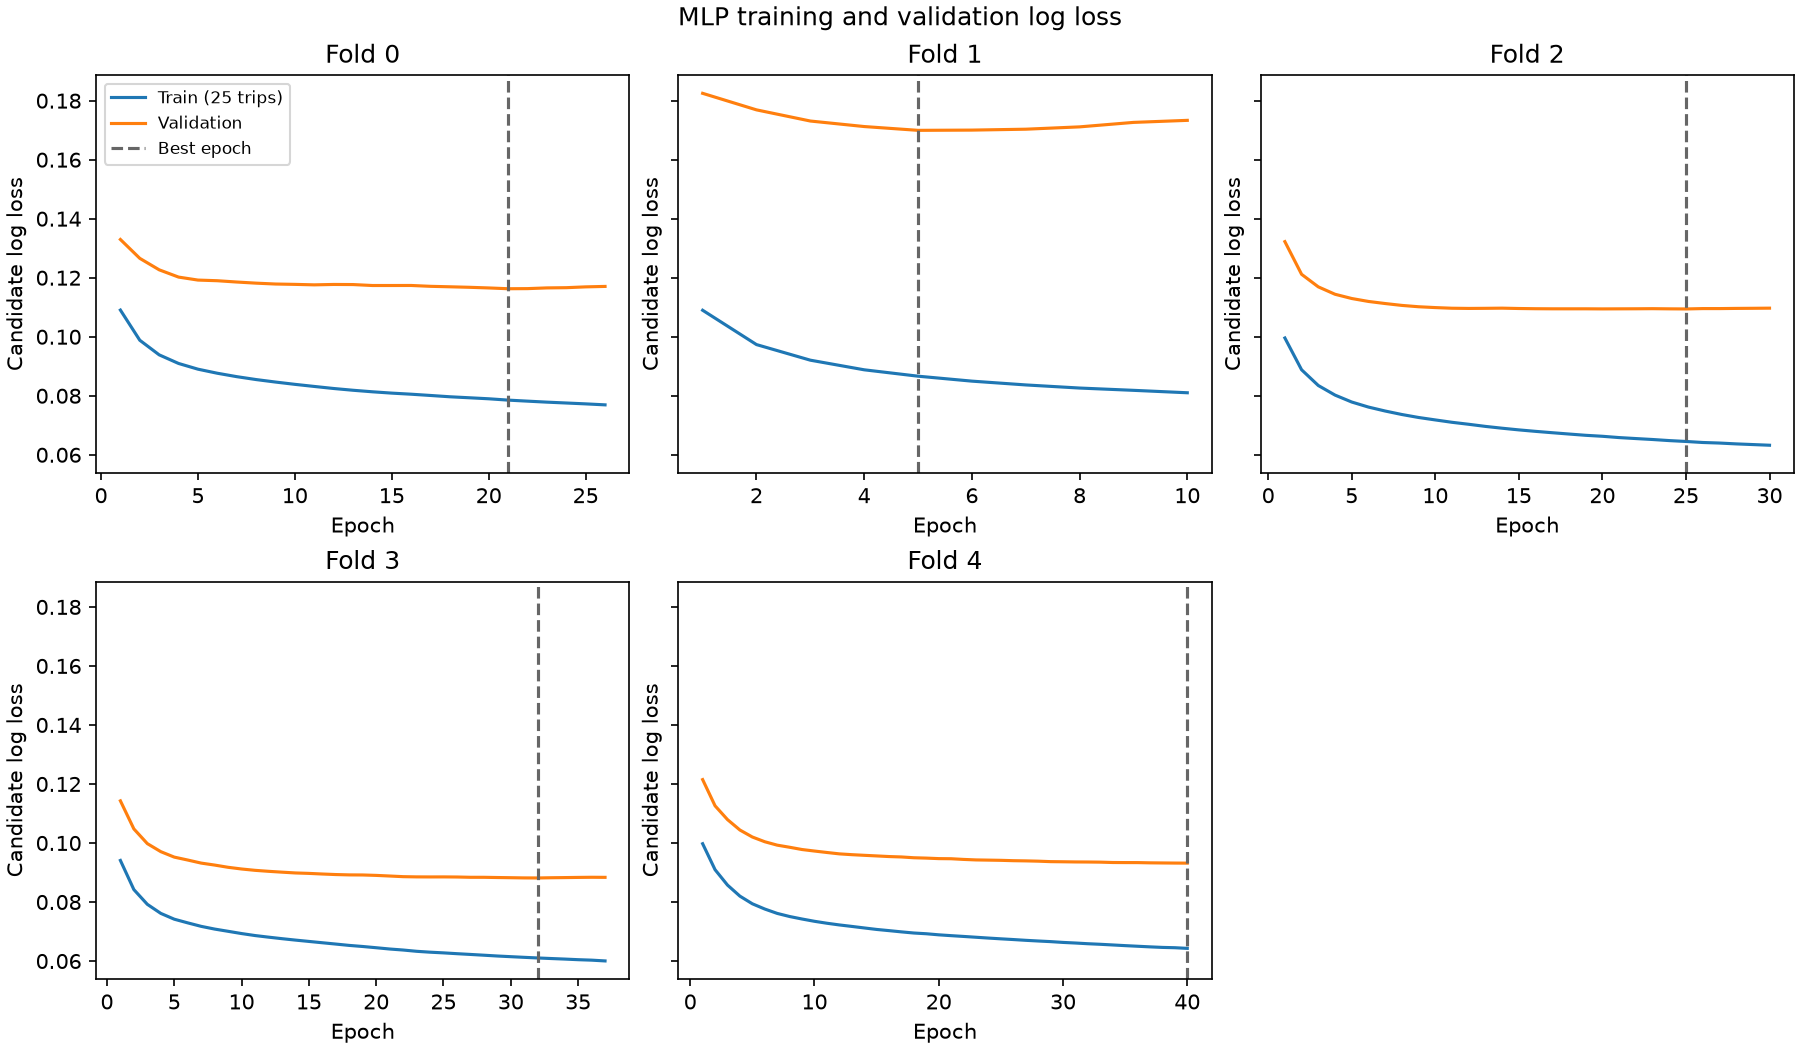 MLP training and validation log loss
Fold 0
Train (25 trips)
Validation
Best epoch
Candidate log loss
0.18
0.16
0.14
0.12
0.10
0.08
0.06
0 5 10 15 20 25
Epoch
Fold 1
Candidate log loss
2 4 6 8 10
Epoch
Fold 2
Candidate log loss
0 5 10 15 20 25 30
Epoch
Fold 3
Candidate log loss
0.18
0.16
0.14
0.12
0.10
0.08
0.06
0 5 10 15 20 25 30 35
Epoch
Fold 4
Candidate log loss
0 10 20 30 40
Epoch